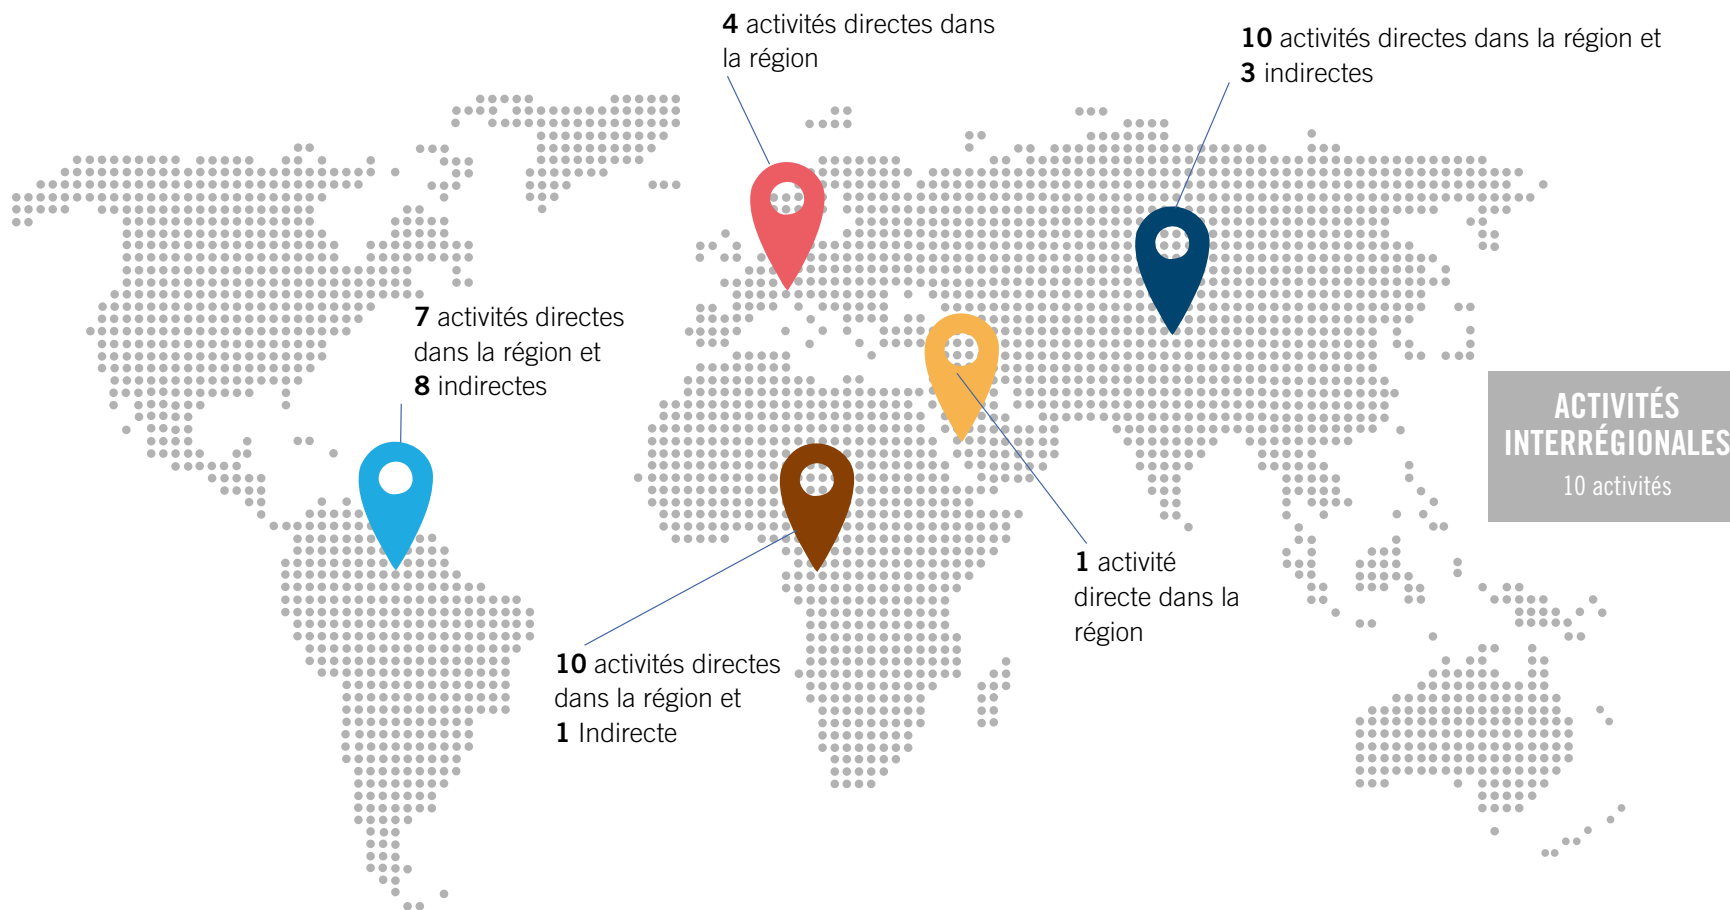 4 activités directes dans
la région
10 activités directes dans la région et
3 indirectes
7 activités directes
dans la région et
8 indirectes
ACTIVITÉS
INTERRÉGIONALES
10 activités
1 activité
directe dans la
région
10 activités directes
dans la région et
1 Indirecte